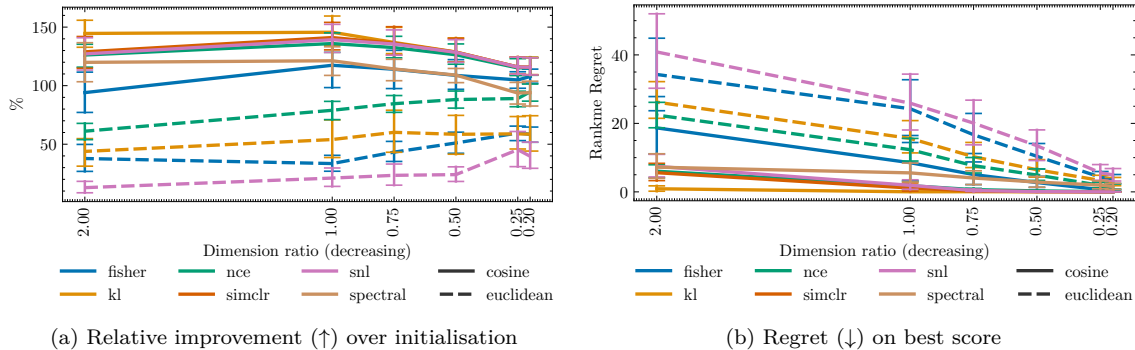 150
100
50
0
%
2.00
1.00
0.75
0.50
0.25
0.20
Dimension ratio (decreasing)
fisher
nce
snl
cosine
kl
simclr
spectral
euclidean
(a) Relative improvement (↑) over initialisation
40
20
0
Rankme Regret
2.00
1.00
0.75
0.50
0.25
0.20
Dimension ratio (decreasing)
fisher
nce
snl
cosine
kl
simclr
spectral
euclidean
(b) Regret (↓) on best score